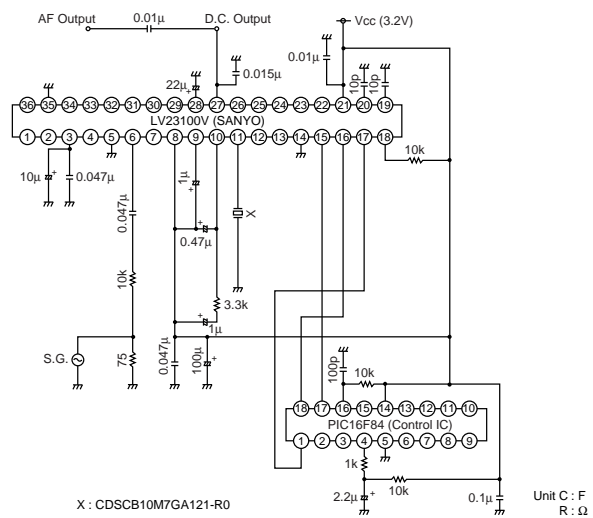 AF Output
0.01μ
D.C. Output
Vcc (3.2V)
0.01μ
0.015μ
22μ
+
10p
10p
36 35 34 33 32 31 30 29 28 27 26 25 24 23 22 21 20 19
LV23100V (SANYO)
1 2 3 4 5 6 7 8 9 10 11 12 13 14 15 16 17 18
10k
10μ
+
0.047μ
0.047μ
1μ
+
0.47μ
+
X
10k
3.3k
+
1μ
S.G.
75
0.047μ
100μ
+
100p
10k
18 17 16 15 14 13 12 11 10
PIC16F84 (Control IC)
1 2 3 4 5 6 7 8 9
1k
10k
2.2μ
+
0.1μ
X : CDSCB10M7GA121-R0
Unit C : F
R : Ω